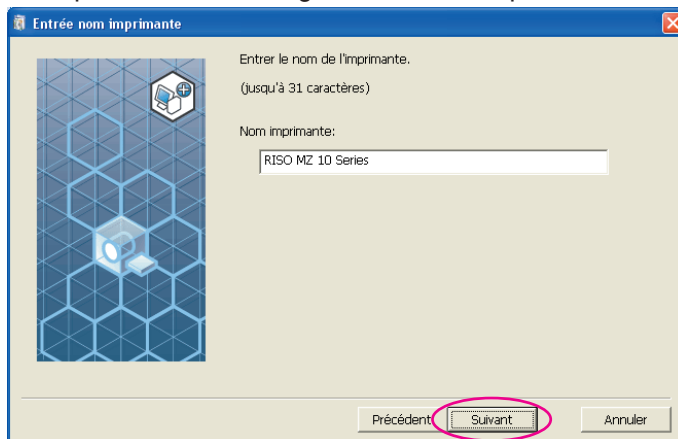 Entrée nom imprimante
Entrer le nom de l'imprimante.
(jusqu'à 31 caractères)
Nom imprimante:
RISO MZ 10 Series
Précédent Suivant Annuler